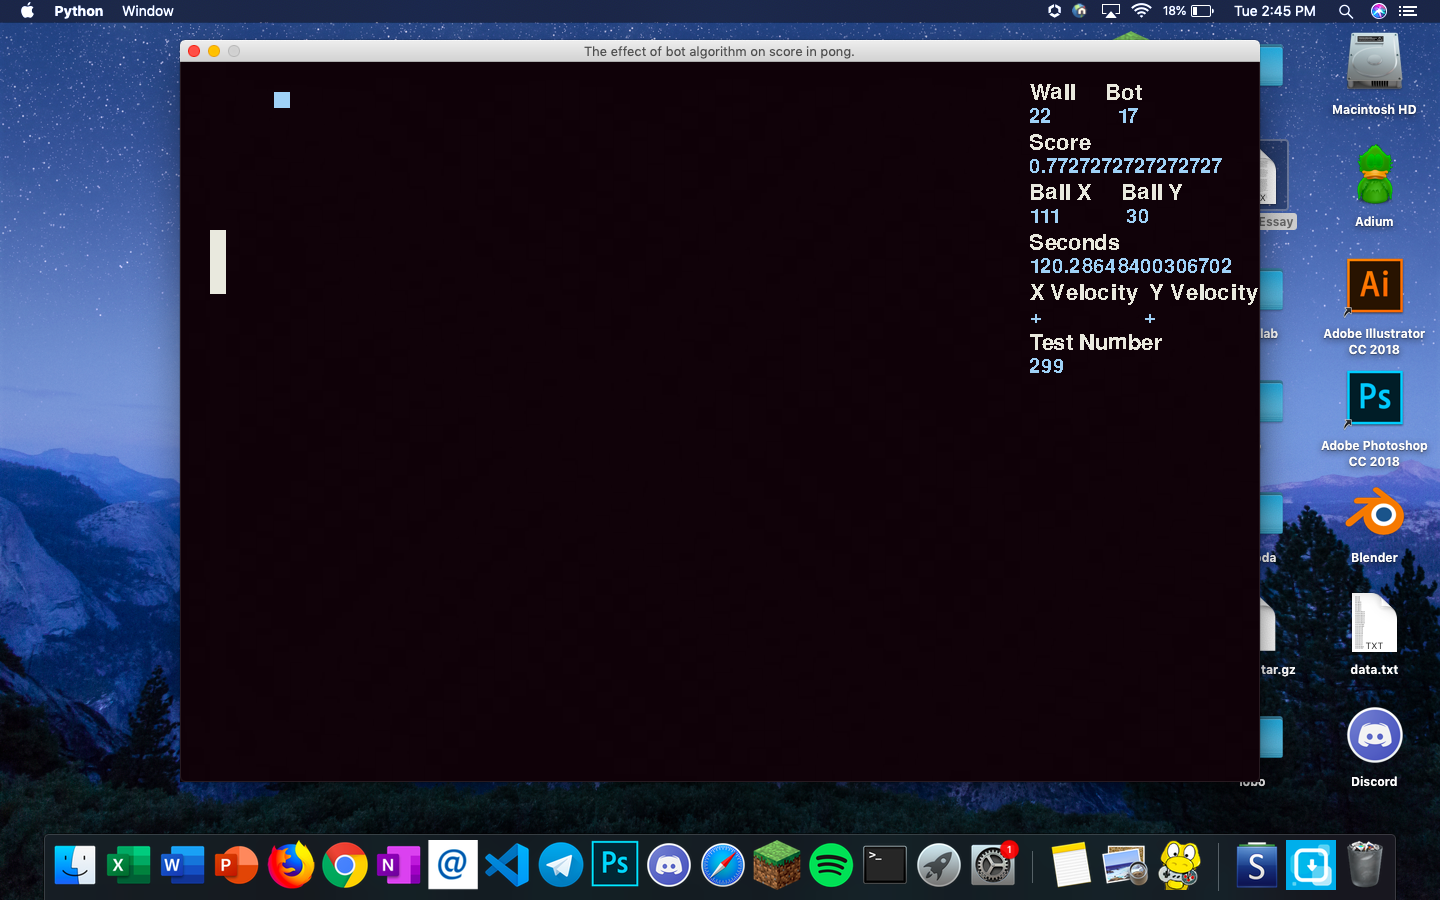 Python Window 18% Tue 2:45 PM
The effect of bot algorithm on score in pong.
Wall Bot
22 17
Score
0.7727272727272727
Ball X Ball Y
111 30
Seconds
120.28648400306702
X Velocity Y Velocity
+ +
Test Number
299
Macintosh HD
Essay
Adium
Ai
lab
Adobe Illustrator
CC 2018
Ps
Adobe Photoshop
CC 2018
da
Blender
TXT
tar.gz
data.txt
Discord
X W P N @ Ps >_ 1 S